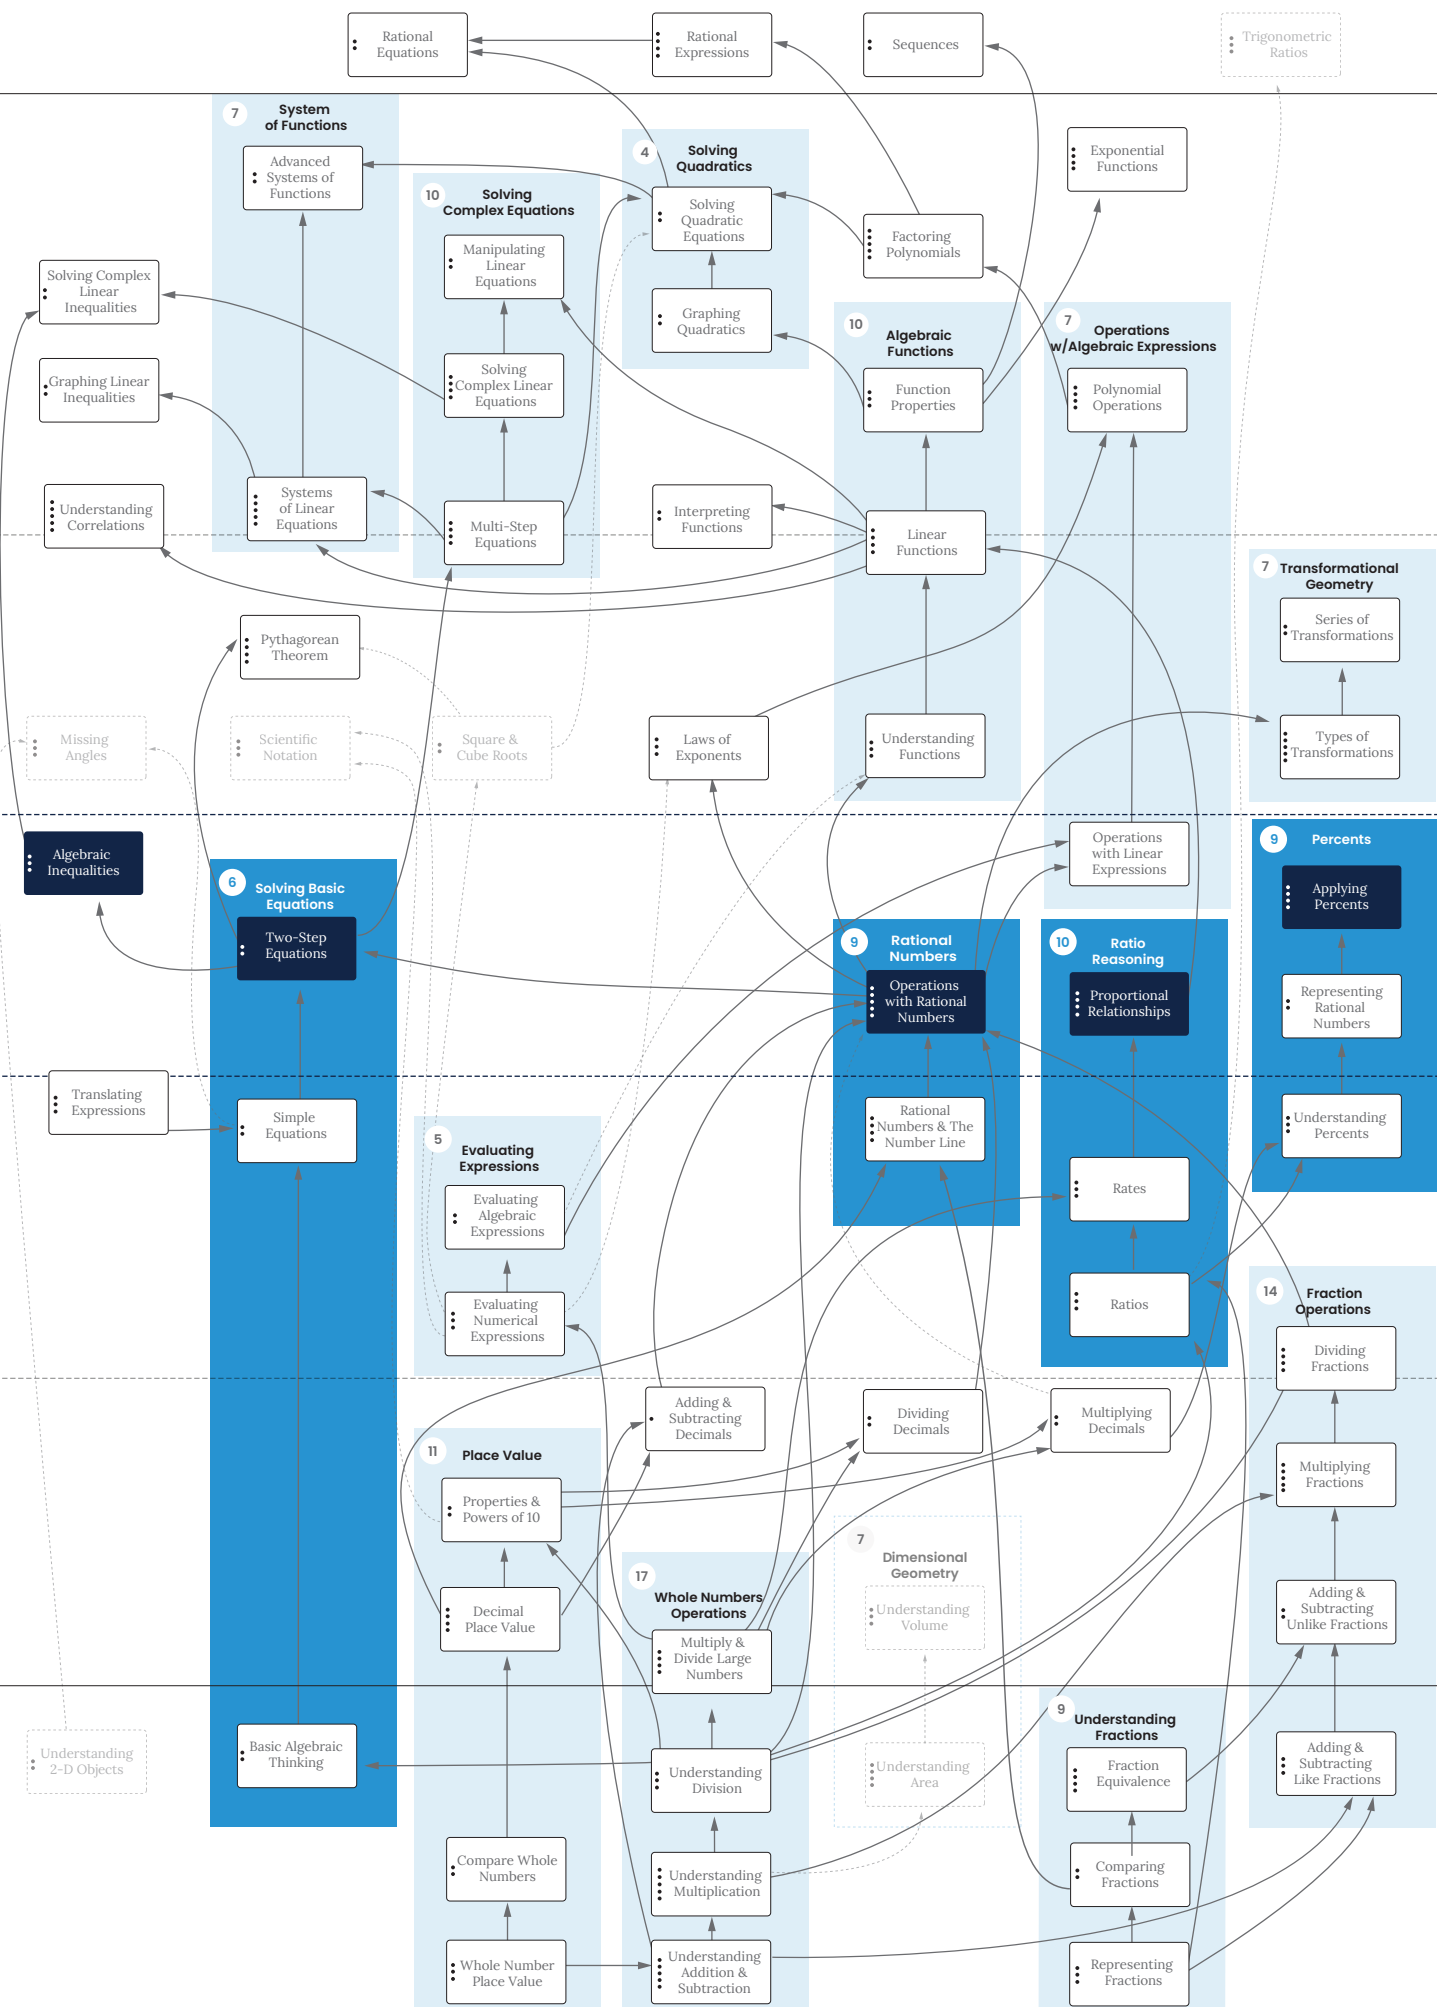 Rational
Equations
Rational
Expressions
Sequences
Trigonometric
Ratios
7
System
of Functions
Advanced
Systems of
Functions
4
Solving
Quadratics
Exponential
Functions
10
Solving
Complex Equations
Solving
Quadratic
Equations
Factoring
Polynomials
Manipulating
Linear
Equations
Solving Complex
Linear
Inequalities
Graphing
Quadratics
10
Algebraic
Functions
7
Operations
w/Algebraic Expressions
Graphing Linear
Inequalities
Solving
Complex Linear
Equations
Function
Properties
Polynomial
Operations
Understanding
Correlations
Systems
of Linear
Equations
Multi-Step
Equations
Interpreting
Functions
Linear
Functions
7
Transformational
Geometry
Series of
Transformations
Pythagorean
Theorem
Missing
Angles
Scientific
Notation
Square &
Cube Roots
Laws of
Exponents
Understanding
Functions
Types of
Transformations
Algebraic
Inequalities
Operations
with Linear
Expressions
9
Percents
6
Solving Basic
Equations
Applying
Percents
Two-Step
Equations
9
Rational
Numbers
10
Ratio
Reasoning
Operations
with Rational
Numbers
Proportional
Relationships
Representing
Rational
Numbers
Translating
Expressions
Simple
Equations
5
Evaluating
Expressions
Rational
Numbers & The
Number Line
Understanding
Percents
Evaluating
Algebraic
Expressions
Rates
Evaluating
Numerical
Expressions
Ratios
14
Fraction
Operations
Dividing
Fractions
Adding &
Subtracting
Decimals
Dividing
Decimals
Multiplying
Decimals
11
Place Value
Multiplying
Fractions
Properties &
Powers of 10
7
Dimensional
Geometry
17
Whole Numbers
Operations
Decimal
Place Value
Understanding
Volume
Adding &
Subtracting
Unlike Fractions
Multiply &
Divide Large
Numbers
9
Understanding
Fractions
Understanding
2-D Objects
Basic Algebraic
Thinking
Understanding
Division
Understanding
Area
Fraction
Equivalence
Adding &
Subtracting
Like Fractions
Compare Whole
Numbers
Understanding
Multiplication
Comparing
Fractions
Whole Number
Place Value
Understanding
Addition &
Subtraction
Representing
Fractions